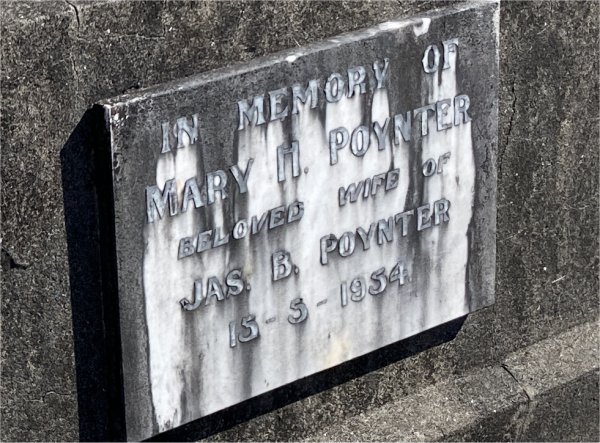 IN MEMORY OF
MARY H. POYNTER
BELOVED WIFE OF
JAS. B. POYNTER
15-5-1954.